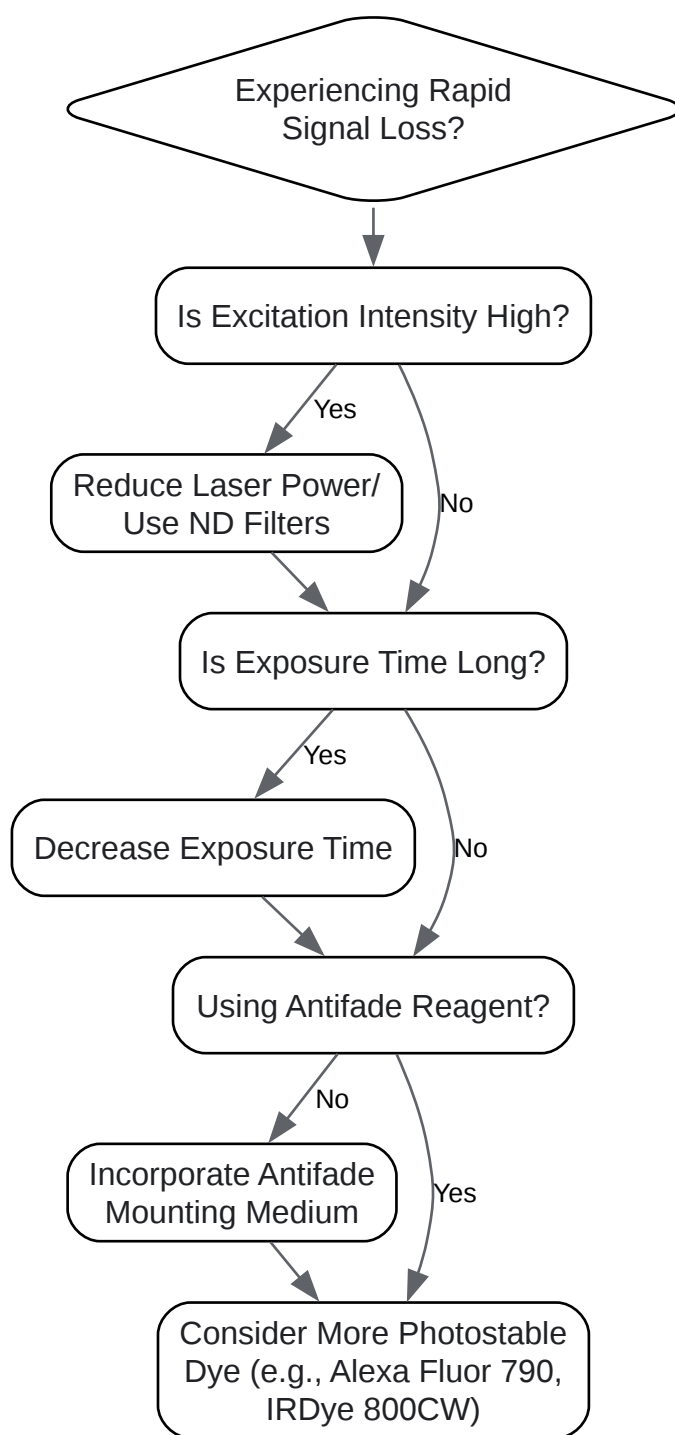 Experiencing Rapid
Signal Loss?
Is Excitation Intensity High?
Yes
Reduce Laser Power/
Use ND Filters
No
Is Exposure Time Long?
Yes
Decrease Exposure Time
No
Using Antifade Reagent?
No
Incorporate Antifade
Mounting Medium
Yes
Consider More Photostable
Dye (e.g., Alexa Fluor 790,
IRDye 800CW)